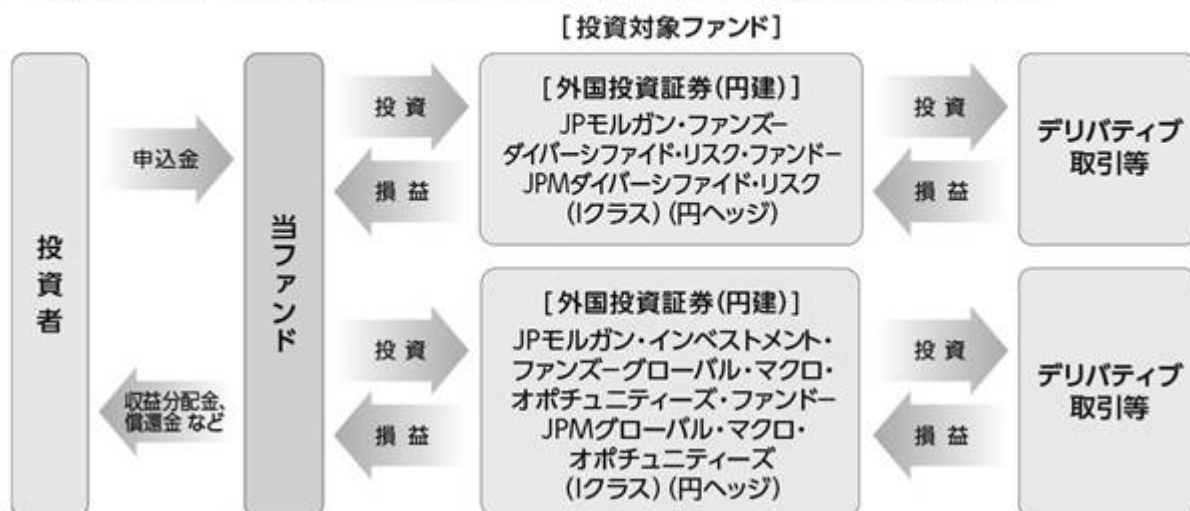 [投資対象ファンド]
投資者
申込金
収益分配金、
償還金 など
当ファンド
投資
損益
[外国投資証券(円建)]
JPモルガン・ファンズー
ダイバーシファイド・リスク・ファンドー
JPMダイバーシファイド・リスク
(Iクラス)(円ヘッジ)
投資
損益
デリバティブ
取引等
投資
損益
[外国投資証券(円建)]
JPモルガン・インベストメント・
ファンズーグローバル・マクロ・
オポチュニティーズ・ファンドー
JPMグローバル・マクロ・
オポチュニティーズ
(Iクラス)(円ヘッジ)
投資
損益
デリバティブ
取引等